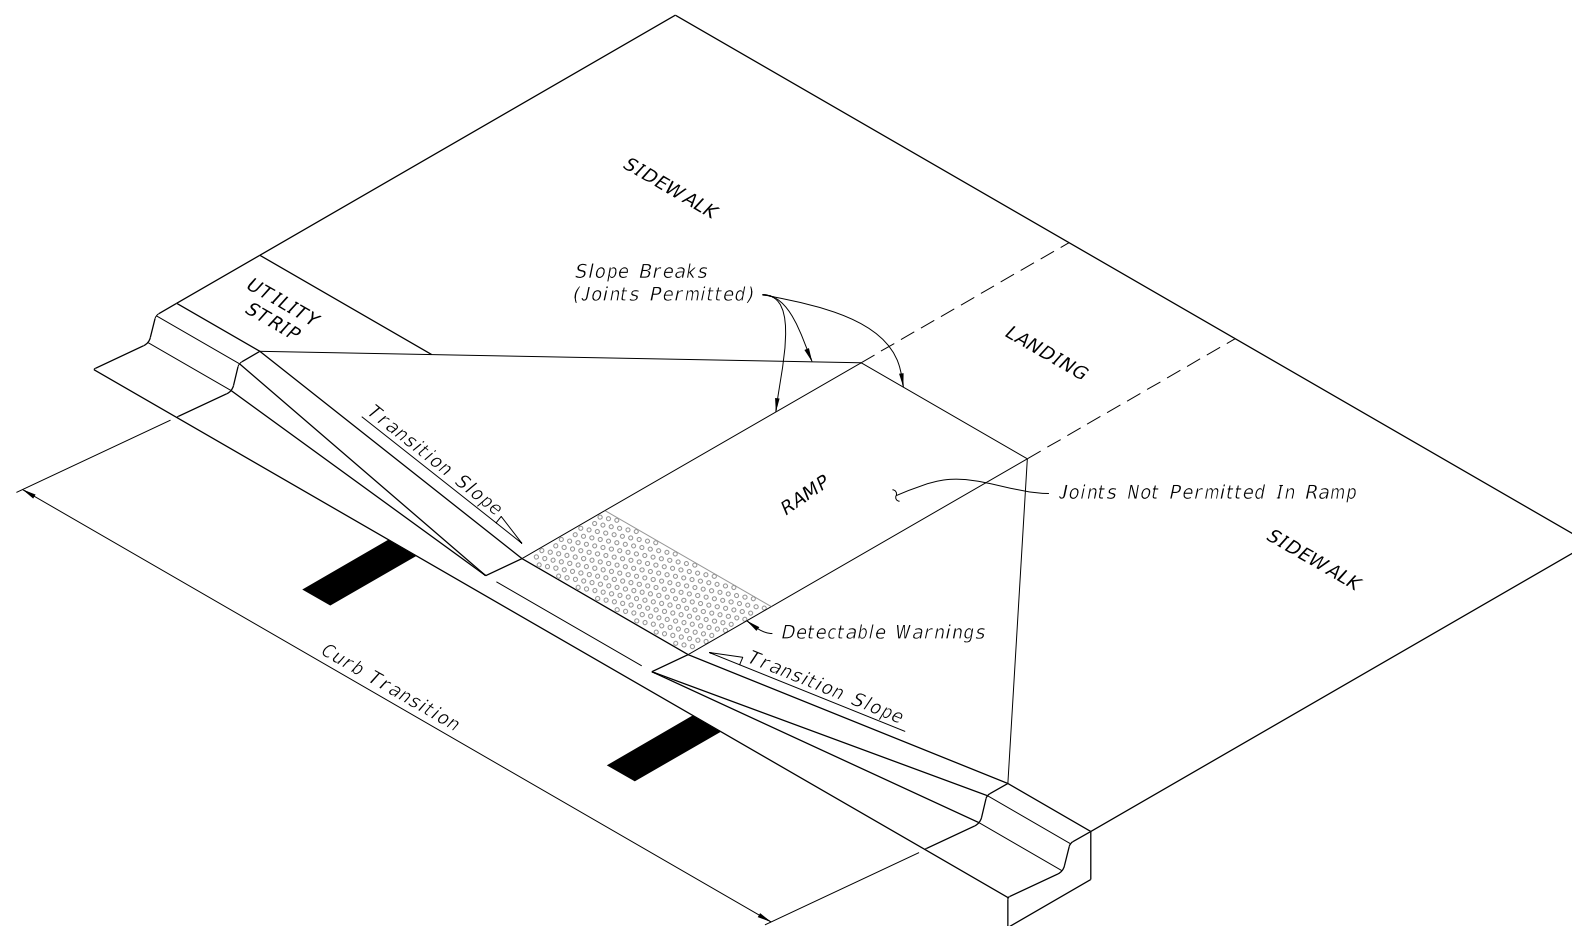 SIDEWALK
Slope Breaks
(Joints Permitted)
UTILITY
STRIP
LANDING
Transition Slope
RAMP
Joints Not Permitted In Ramp
SIDEWALK
Detectable Warnings
Transition Slope
Curb Transition